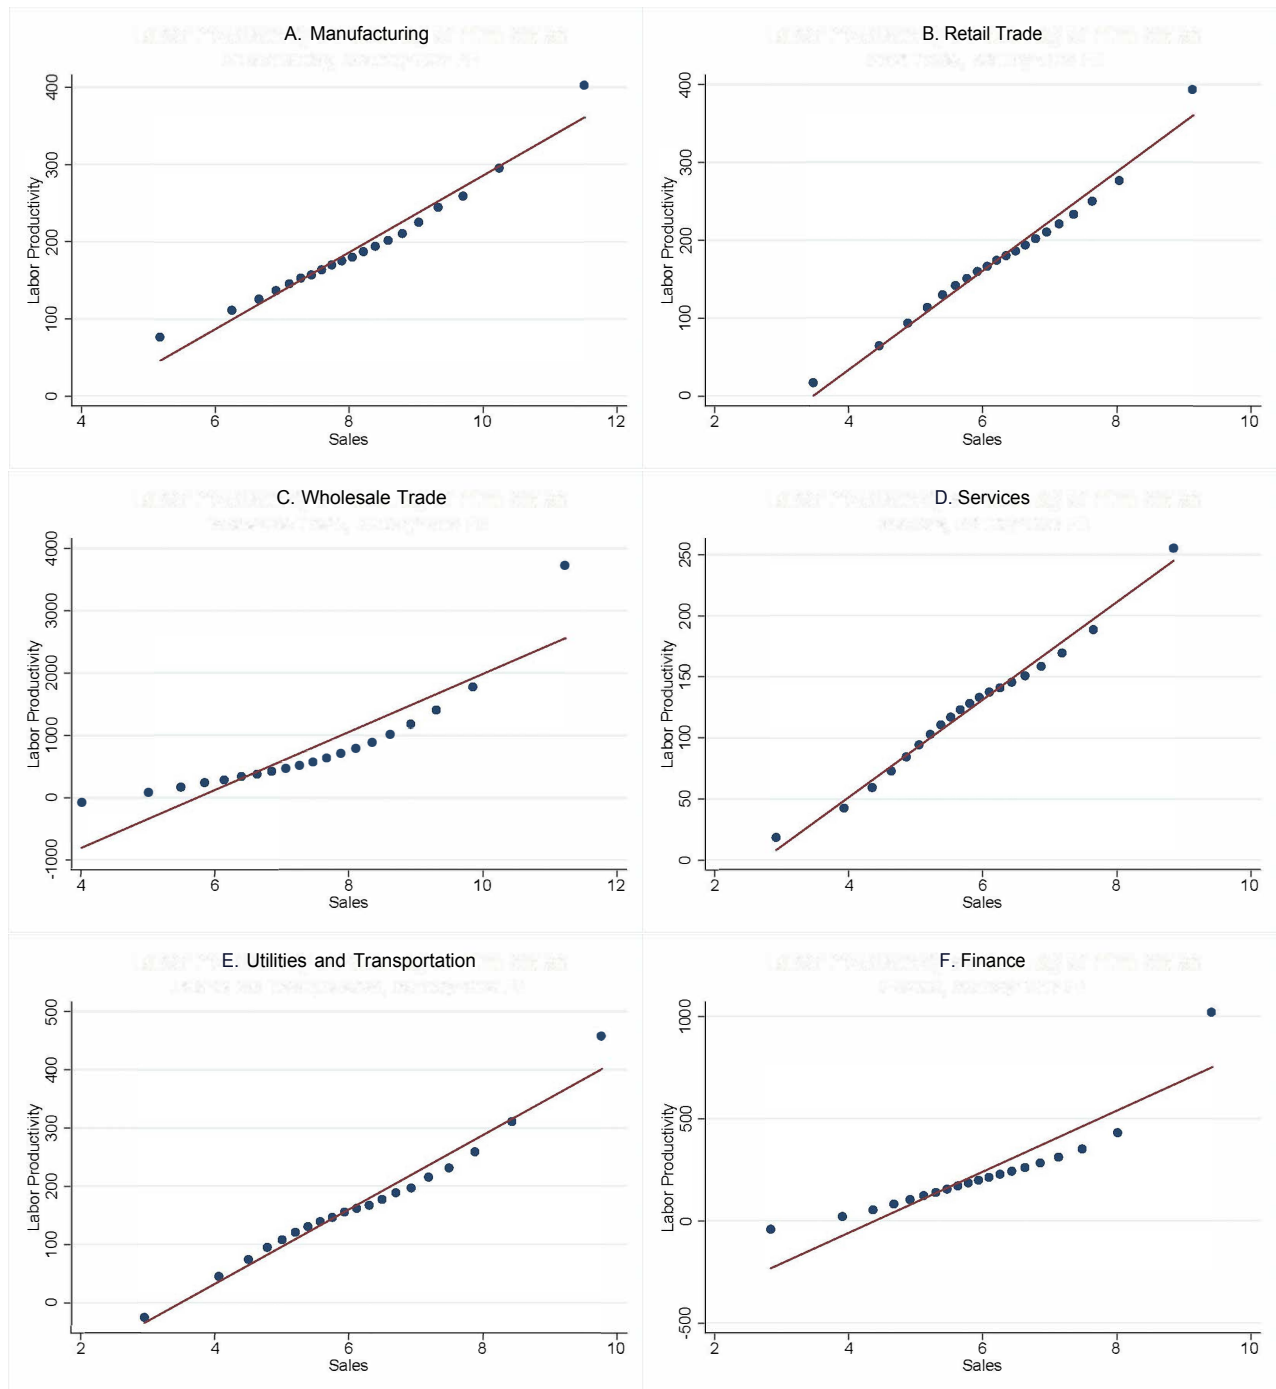 A. Manufacturing
Labor Productivity
400
300
200
100
0
4 6 8 10 12
Sales
B. Retail Trade
Labor Productivity
400
300
200
100
0
2 4 6 8 10
Sales
C. Wholesale Trade
Labor Productivity
4000
3000
2000
1000
0
-1000
4 6 8 10 12
Sales
D. Services
Labor Productivity
250
200
150
100
50
0
2 4 6 8 10
Sales
E. Utilities and Transportation
Labor Productivity
500
400
300
200
100
0
2 4 6 8 10
Sales
F. Finance
Labor Productivity
1000
500
0
-500
2 4 6 8 10
Sales